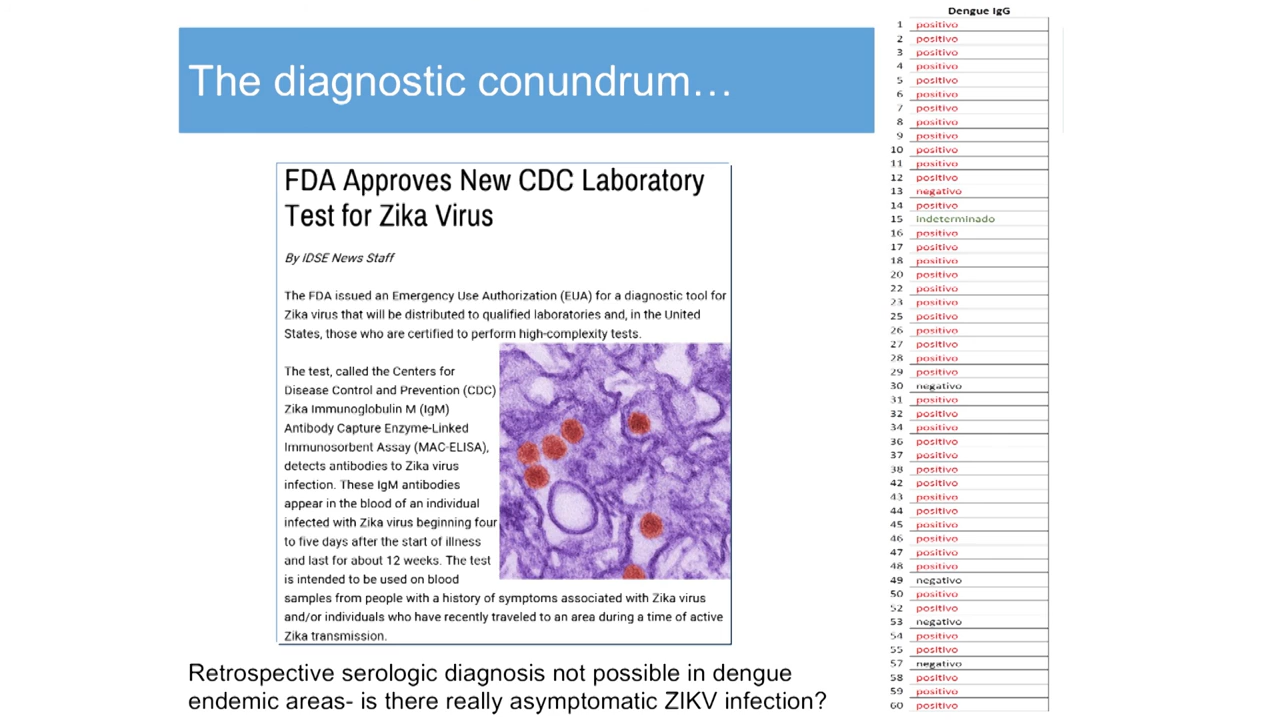 The diagnostic conundrum…
FDA Approves New CDC Laboratory
Test for Zika Virus
By IDSE News Staff
The FDA issued an Emergency Use Authorization (EUA) for a diagnostic tool for
Zika virus that will be distributed to qualified laboratories and, in the United
States, those who are certified to perform high-complexity tests.
The test, called the Centers for
Disease Control and Prevention (CDC)
Zika Immunoglobulin M (IgM)
Antibody Capture Enzyme-Linked
Immunosorbent Assay (MAC-ELISA),
detects antibodies to Zika virus
infection. These IgM antibodies
appear in the blood of an individual
infected with Zika virus beginning four
to five days after the start of illness
and last for about 12 weeks. The test
is intended to be used on blood
samples from people with a history of symptoms associated with Zika virus
and/or individuals who have recently traveled to an area during a time of active
Zika transmission.
Retrospective serologic diagnosis not possible in dengue
endemic areas- is there really asymptomatic ZIKV infection?
Dengue IgG
1 positivo
2 positivo
3 positivo
4 positivo
5 positivo
6 positivo
7 positivo
8 positivo
9 positivo
10 positivo
11 positivo
12 positivo
13 negativo
14 positivo
15 indeterminado
16 positivo
17 positivo
18 positivo
20 positivo
22 positivo
23 positivo
25 positivo
26 positivo
27 positivo
28 positivo
29 positivo
30 negativo
31 positivo
32 positivo
34 positivo
36 positivo
37 positivo
38 positivo
42 positivo
43 positivo
44 positivo
45 positivo
46 positivo
47 positivo
48 positivo
49 negativo
50 positivo
52 positivo
53 negativo
54 positivo
55 positivo
57 negativo
58 positivo
59 positivo
60 positivo